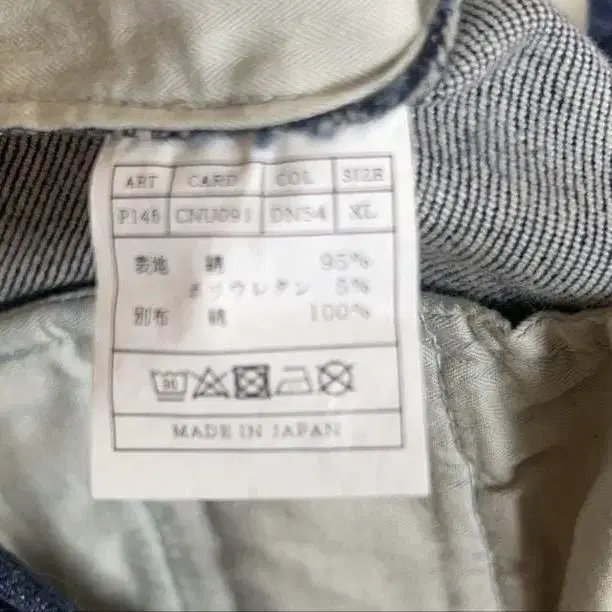 ART CARD COL SIZE
P146 CNU091 DN54 XL
表地 綿 95%
ポリウレタン 5%
別布 綿 100%
MADE IN JAPAN